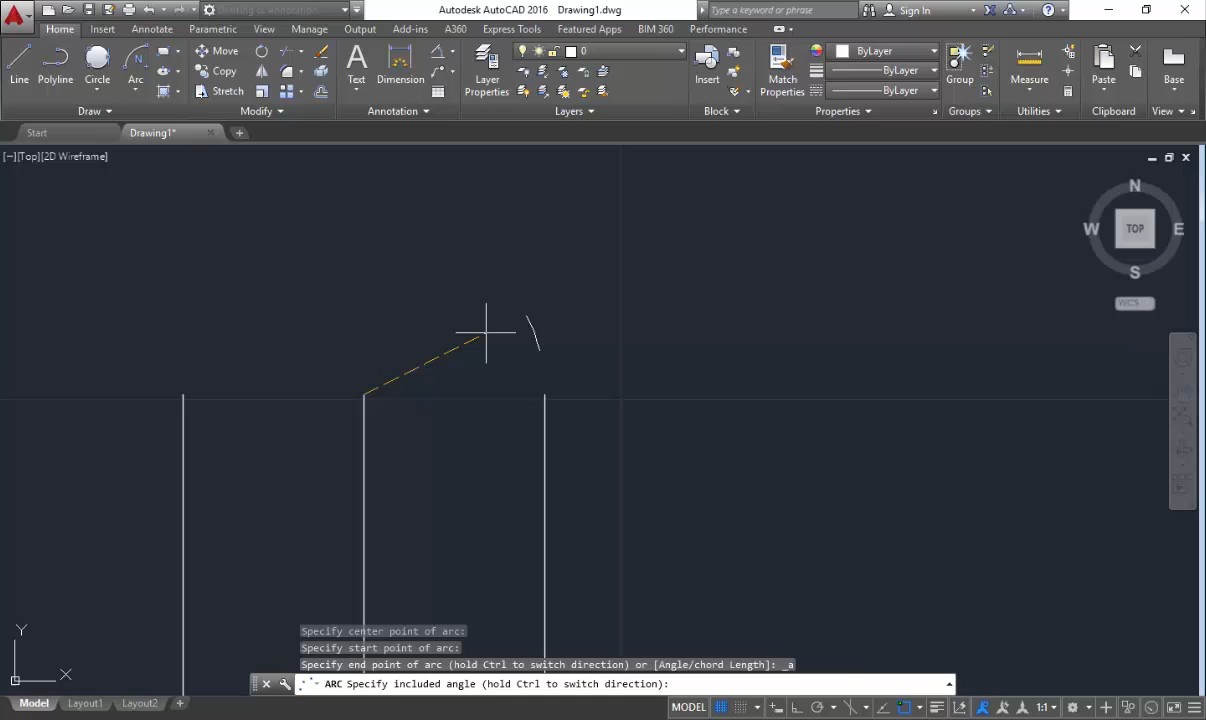 Drafting & Annotation
Autodesk AutoCAD 2016 Drawing1.dwg
Type a keyword or phrase
Sign In
Home Insert Annotate Parametric View Manage Output Add-ins A360 Express Tools Featured Apps BIM 360 Performance
Line Polyline Circle Arc
Move
Copy
Stretch
Text Dimension
Layer Properties
0
Insert
Match Properties
ByLayer
ByLayer
ByLayer
Group
Measure
Paste
Base
Draw Modify Annotation Layers Block Properties Groups Utilities Clipboard View
Start Drawing1*
[−][Top][2D Wireframe]
N
W TOP E
S
WCS
Y
X
Specify center point of arc:
Specify start point of arc:
Specify end point of arc (hold Ctrl to switch direction) or [Angle/chord Length]: _a
ARC Specify included angle (hold Ctrl to switch direction):
Model Layout1 Layout2
MODEL 1:1